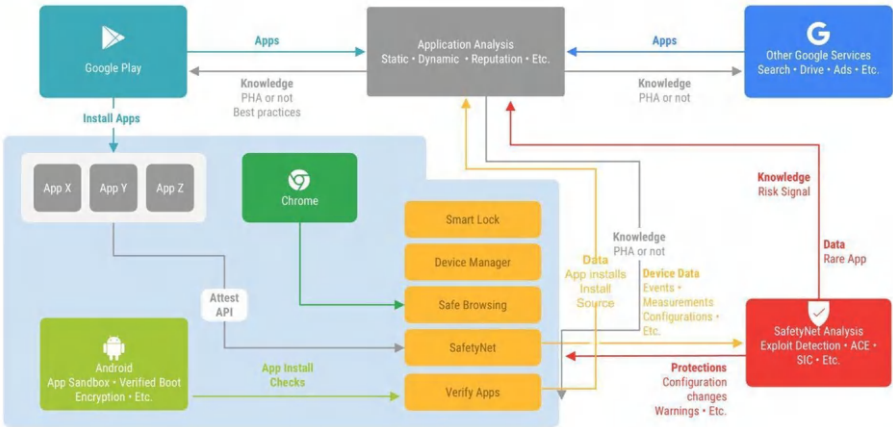 Google Play
Apps
Knowledge
PHA or not
Best practices
Application Analysis
Static • Dynamic • Reputation • Etc.
Apps
Knowledge
PHA or not
Other Google Services
Search • Drive • Ads • Etc.
Install Apps
App X
App Y
App Z
Chrome
Smart Lock
Device Manager
Safe Browsing
SafetyNet
Verify Apps
Attest
API
Android
App Sandbox • Verified Boot
Encryption • Etc.
App Install
Checks
Data
App installs
Install
Source
Knowledge
PHA or not
Device Data
Events •
Measurements
Configurations •
Etc.
Knowledge
Risk Signal
Data
Rare App
SafetyNet Analysis
Exploit Detection • ACE •
SIC • Etc.
Protections
Configuration
changes
Warnings • Etc.